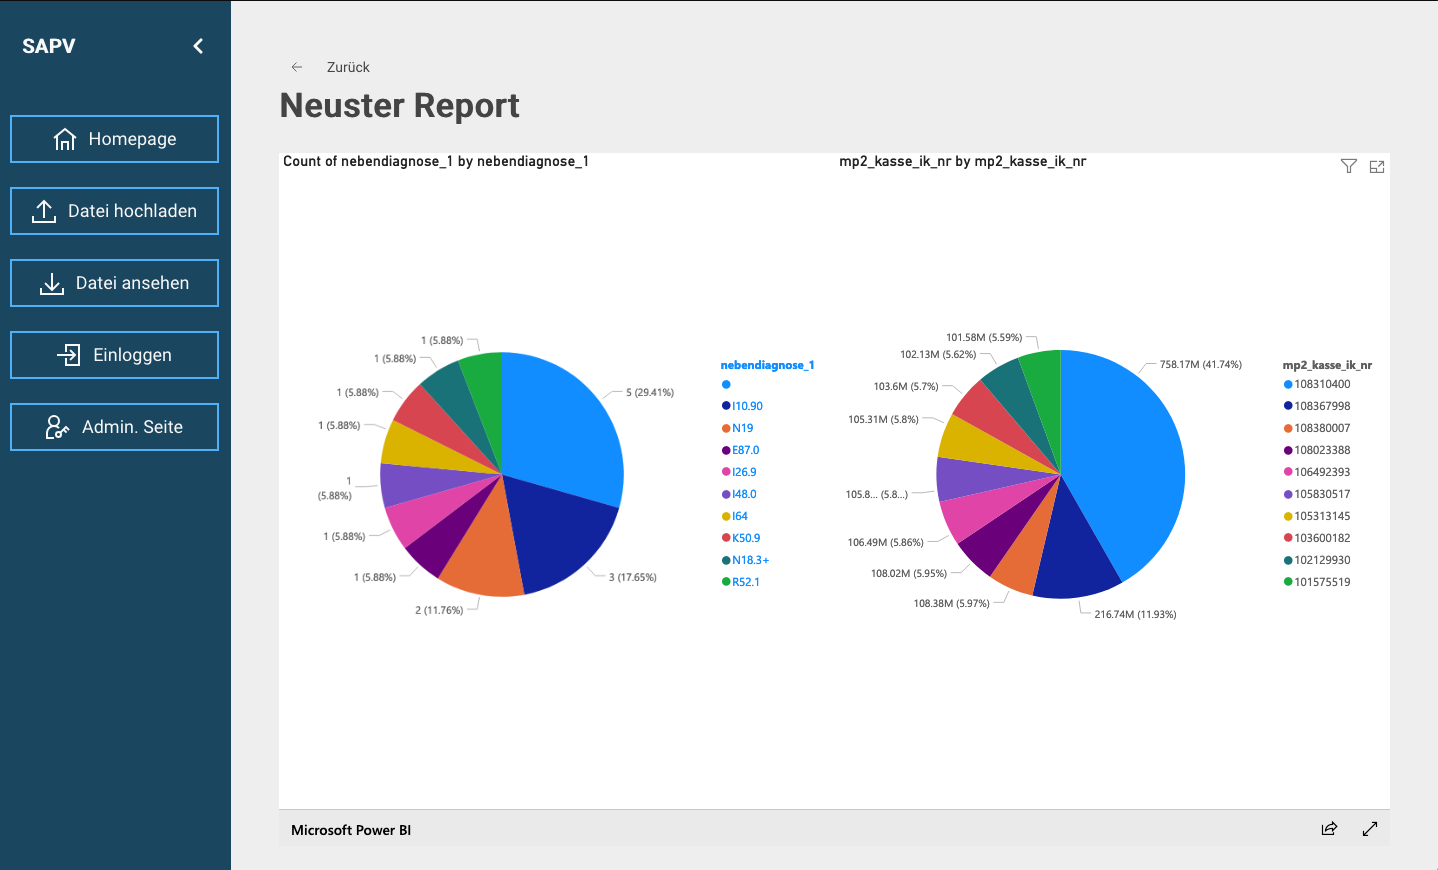 SAPV
Homepage
Datei hochladen
Datei ansehen
Einloggen
Admin. Seite
Zurück
Neuster Report
Count of nebendiagnose_1 by nebendiagnose_1
1 (5.88%)
1 (5.88%)
1 (5.88%)
1 (5.88%)
1
(5.88%)
1 (5.88%)
1 (5.88%)
2 (11.76%)
3 (17.65%)
5 (29.41%)
nebendiagnose_1
I10.90
N19
E87.0
I26.9
I48.0
I64
K50.9
N18.3+
R52.1
mp2_kasse_ik_nr by mp2_kasse_ik_nr
101.58M (5.59%)
102.13M (5.62%)
103.6M (5.7%)
105.31M (5.8%)
105.8... (5.8...)
106.49M (5.86%)
108.02M (5.95%)
108.38M (5.97%)
216.74M (11.93%)
758.17M (41.74%)
mp2_kasse_ik_nr
108310400
108367998
108380007
108023388
106492393
105830517
105313145
103600182
102129930
101575519
Microsoft Power BI